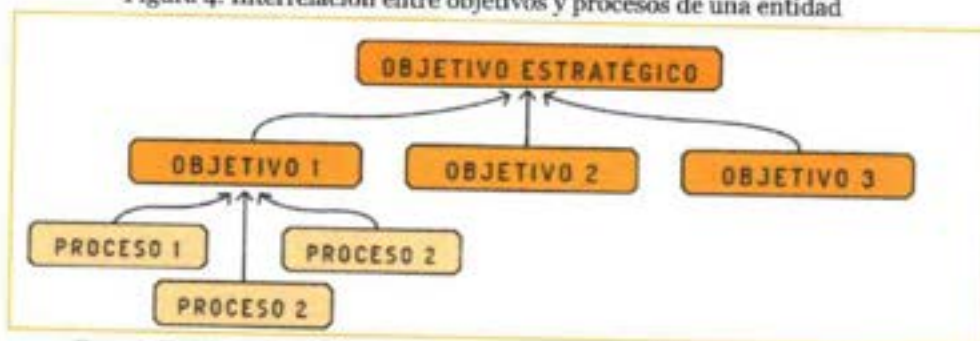 Figura 4. Interrelación entre objetivos y procesos de una entidad
OBJETIVO ESTRATÉGICO
OBJETIVO 1
OBJETIVO 2
OBJETIVO 3
PROCESO 1
PROCESO 2
PROCESO 2